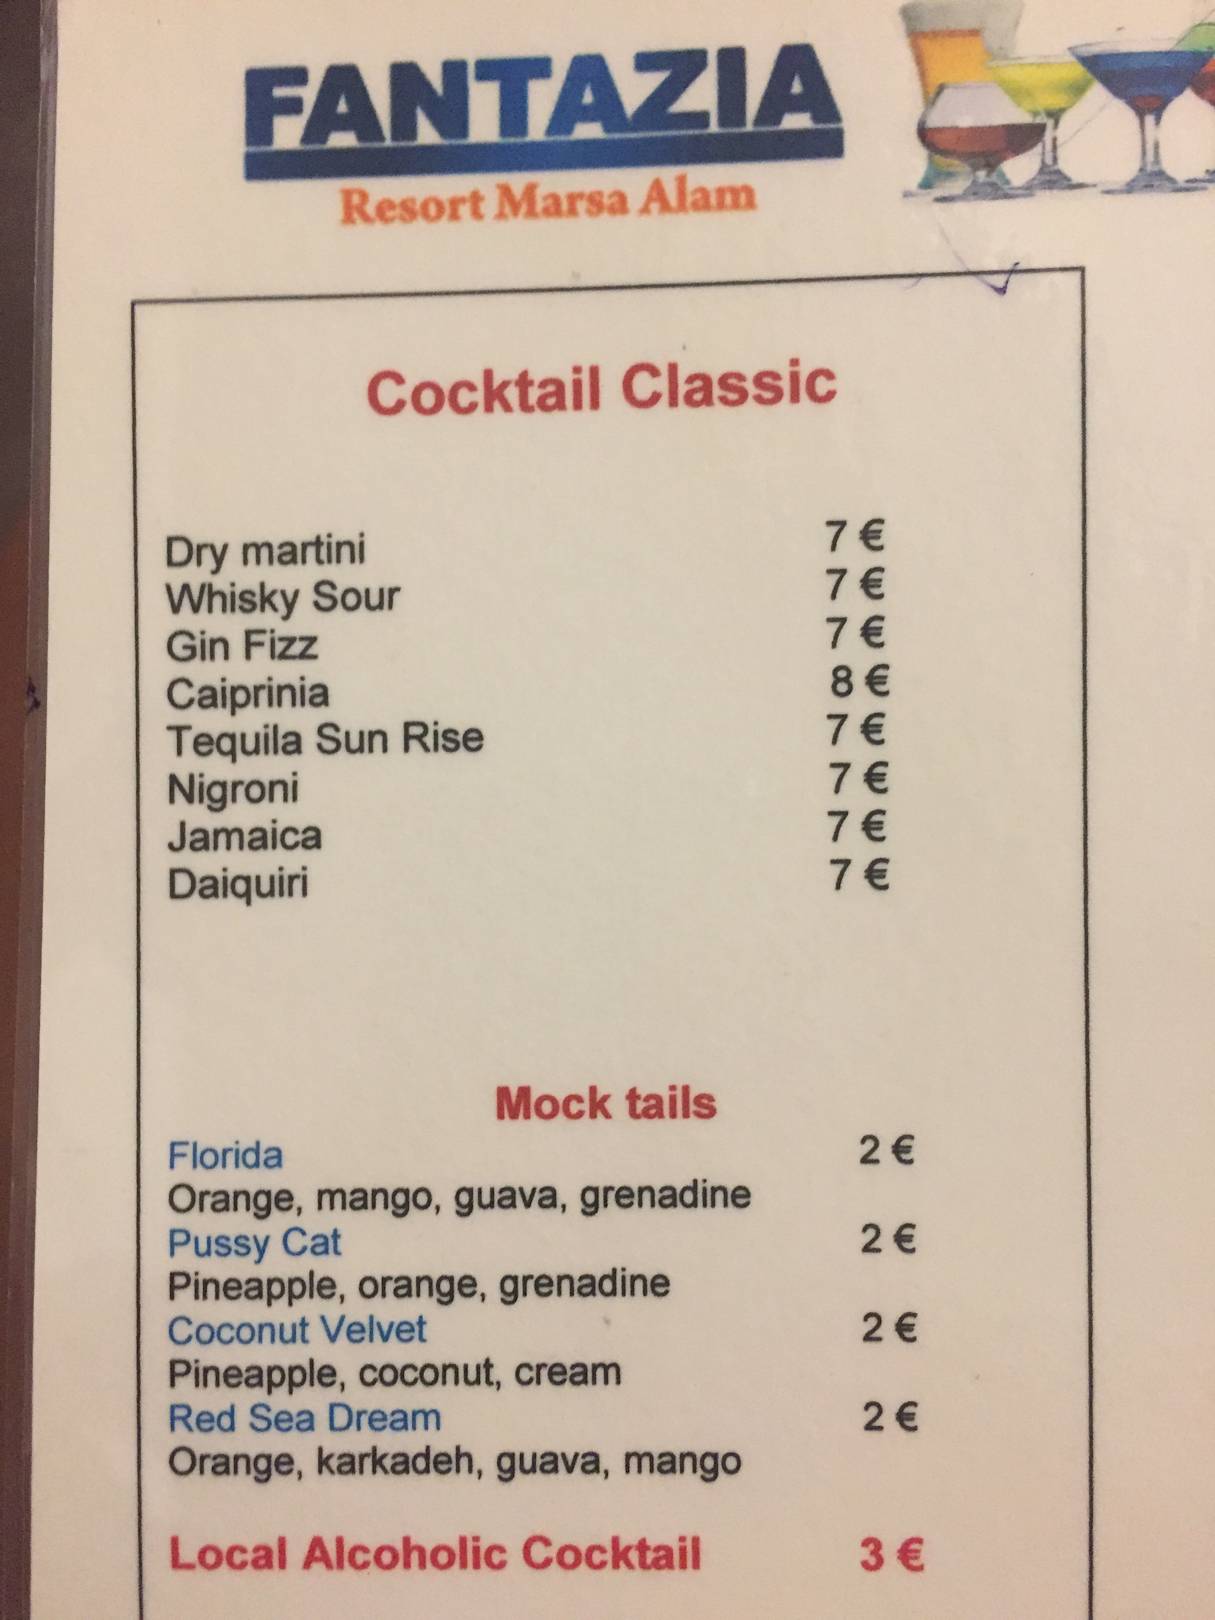 FANTAZIA
Resort Marsa Alam
Cocktail Classic
Dry martini 7 €
Whisky Sour 7 €
Gin Fizz 7 €
Caiprinia 8 €
Tequila Sun Rise 7 €
Nigroni 7 €
Jamaica 7 €
Daiquiri 7 €
Mock tails
Florida 2 €
Orange, mango, guava, grenadine
Pussy Cat 2 €
Pineapple, orange, grenadine
Coconut Velvet 2 €
Pineapple, coconut, cream
Red Sea Dream 2 €
Orange, karkadeh, guava, mango
Local Alcoholic Cocktail 3 €